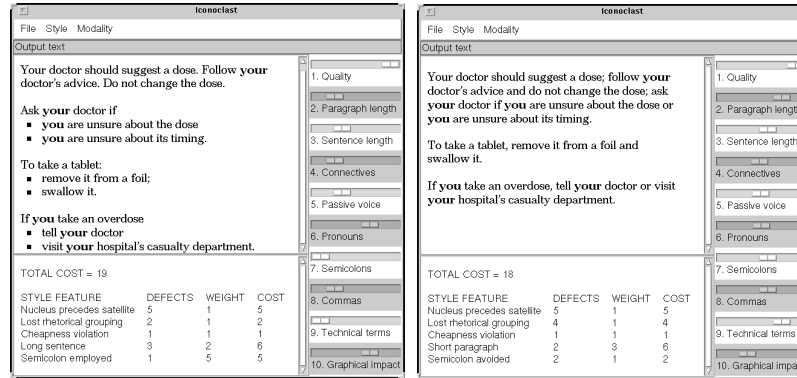 Iconoclast
File Style Modality
Output text
Your doctor should suggest a dose. Follow your
doctor's advice. Do not change the dose.
Ask your doctor if
▪ you are unsure about the dose
▪ you are unsure about its timing.
To take a tablet:
▪ remove it from a foil;
▪ swallow it.
If you take an overdose
▪ tell your doctor
▪ visit your hospital's casualty department.
1. Quality
2. Paragraph length
3. Sentence length
4. Connectives
5. Passive voice
6. Pronouns
7. Semicolons
8. Commas
9. Technical terms
10. Graphical impact
TOTAL COST = 19
STYLE FEATURE DEFECTS WEIGHT COST
Nucleus precedes satellite 5 1 5
Lost rhetorical grouping 2 1 2
Cheapness violation 1 1 1
Long sentence 3 2 6
Semicolon employed 1 5 5
Iconoclast
File Style Modality
Output text
Your doctor should suggest a dose; follow your
doctor's advice and do not change the dose; ask
your doctor if you are unsure about the dose or
you are unsure about its timing.
To take a tablet, remove it from a foil and
swallow it.
If you take an overdose, tell your doctor or visit
your hospital's casualty department.
1. Quality
2. Paragraph lengt
3. Sentence length
4. Connectives
5. Passive voice
6. Pronouns
7. Semicolons
8. Commas
9. Technical terms
10. Graphical impa
TOTAL COST = 18
STYLE FEATURE DEFECTS WEIGHT COST
Nucleus precedes satellite 5 1 5
Lost rhetorical grouping 4 1 4
Cheapness violation 1 1 1
Short paragraph 2 3 6
Semicolon avoided 2 1 2